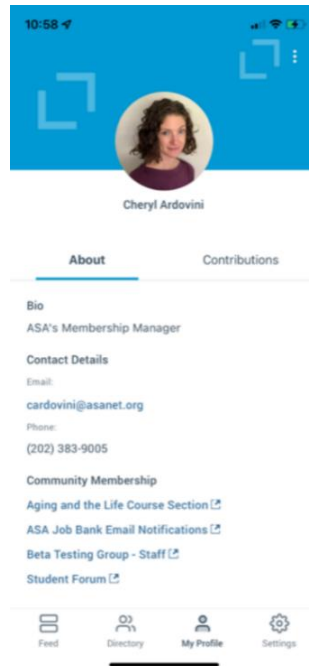 10:58
Cheryl Ardovini
About Contributions
Bio
ASA's Membership Manager
Contact Details
Email:
cardovini@asanet.org
Phone:
(202) 383-9005
Community Membership
Aging and the Life Course Section
ASA Job Bank Email Notifications
Beta Testing Group - Staff
Student Forum
Feed Directory My Profile Settings